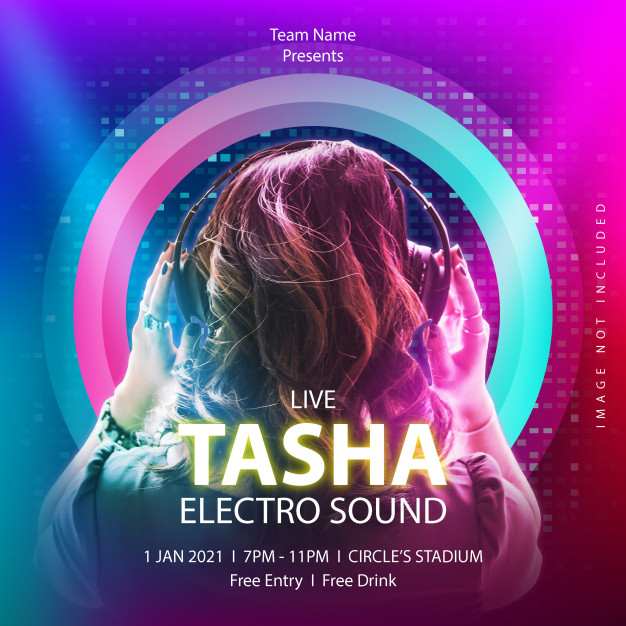 Team Name
Presents
IMAGE NOT INCLUDED
LIVE
TASHA
ELECTRO SOUND
1 JAN 2021 I 7PM - 11PM I CIRCLE'S STADIUM
Free Entry I Free Drink